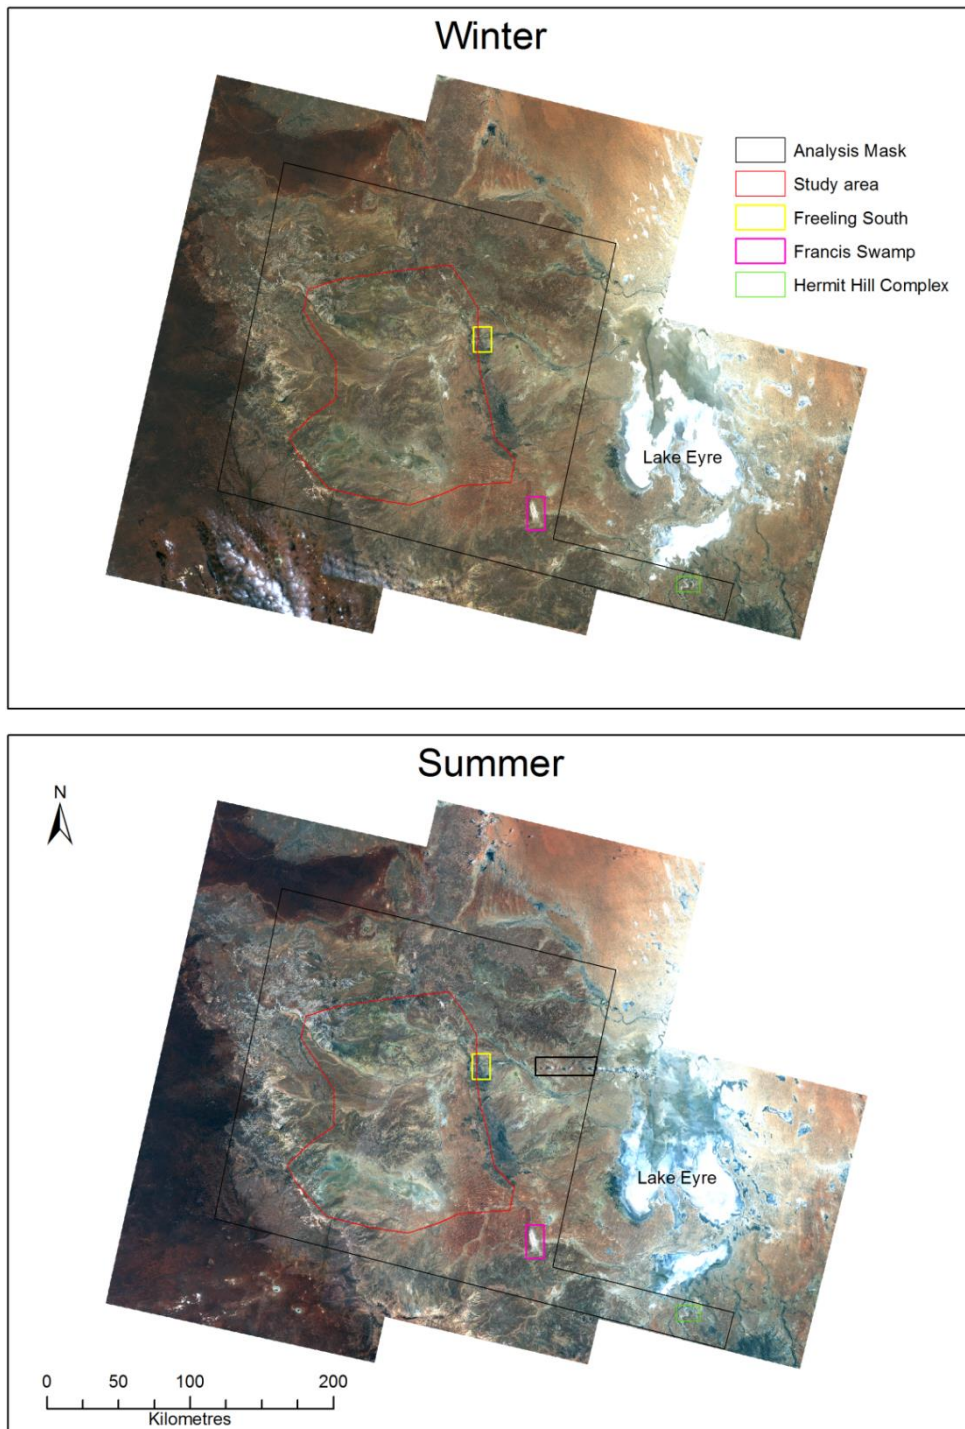 Winter
Analysis Mask
Study area
Freeling South
Francis Swamp
Hermit Hill Complex
Lake Eyre
Summer
N
Lake Eyre
0 50 100 200
Kilometres